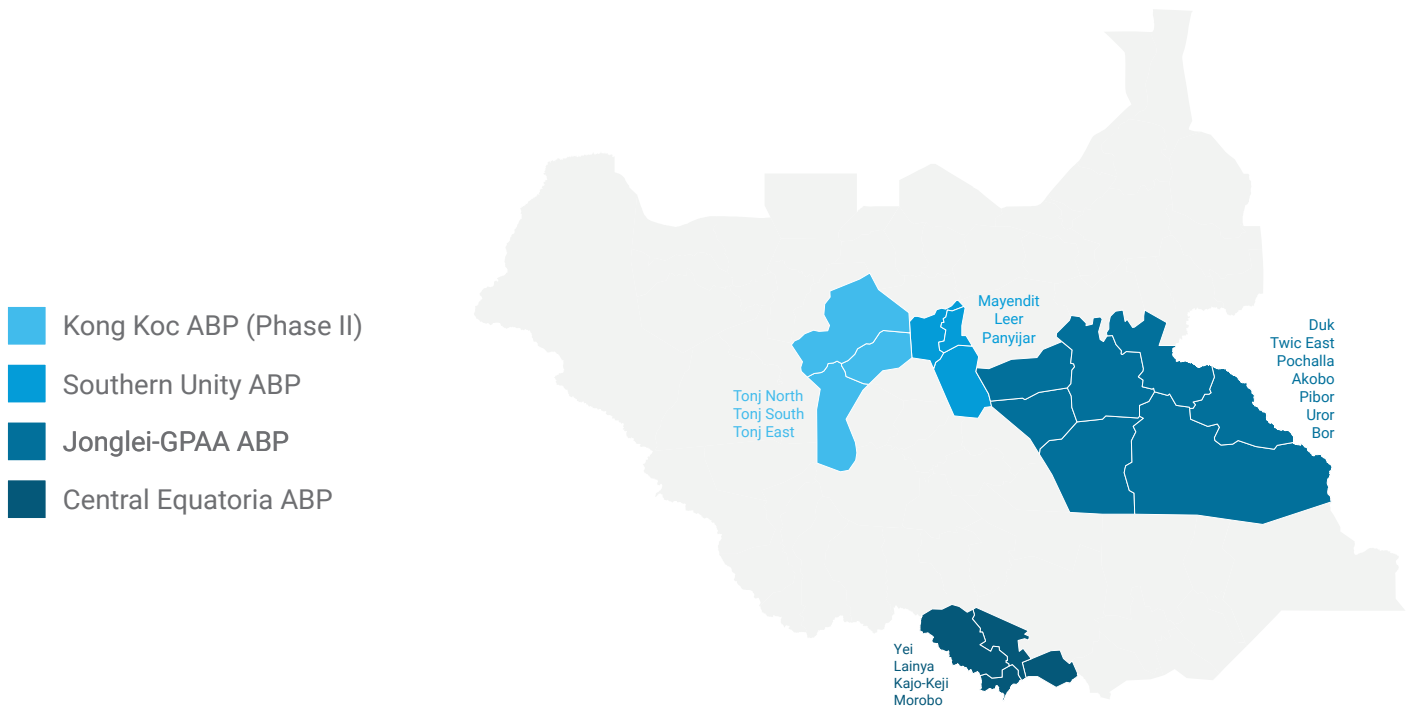 Kong Koc ABP (Phase II)
Southern Unity ABP
Jonglei-GPAA ABP
Central Equatoria ABP
Tonj North
Tonj South
Tonj East
Mayendit
Leer
Panyijar
Duk
Twic East
Pochalla
Akobo
Pibor
Uror
Bor
Yei
Lainya
Kajo-Keji
Morobo